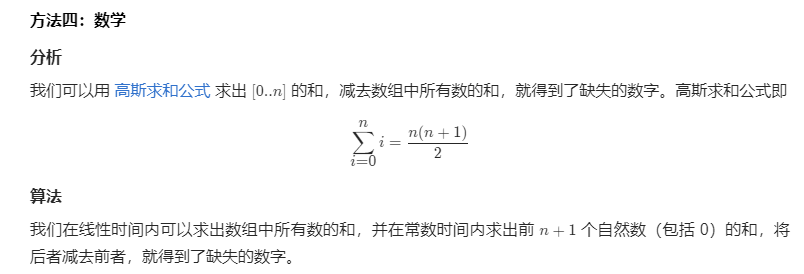 方法四：数学
分析
我们可以用 高斯求和公式 求出 [0..n] 的和，减去数组中所有数的和，就得到了缺失的数字。高斯求和公式即
\sum_{i=0}^{n} i = \frac{n(n+1)}{2}
算法
我们在线性时间内可以求出数组中所有数的和，并在常数时间内求出前 n + 1 个自然数（包括 0）的和，将
后者减去前者，就得到了缺失的数字。